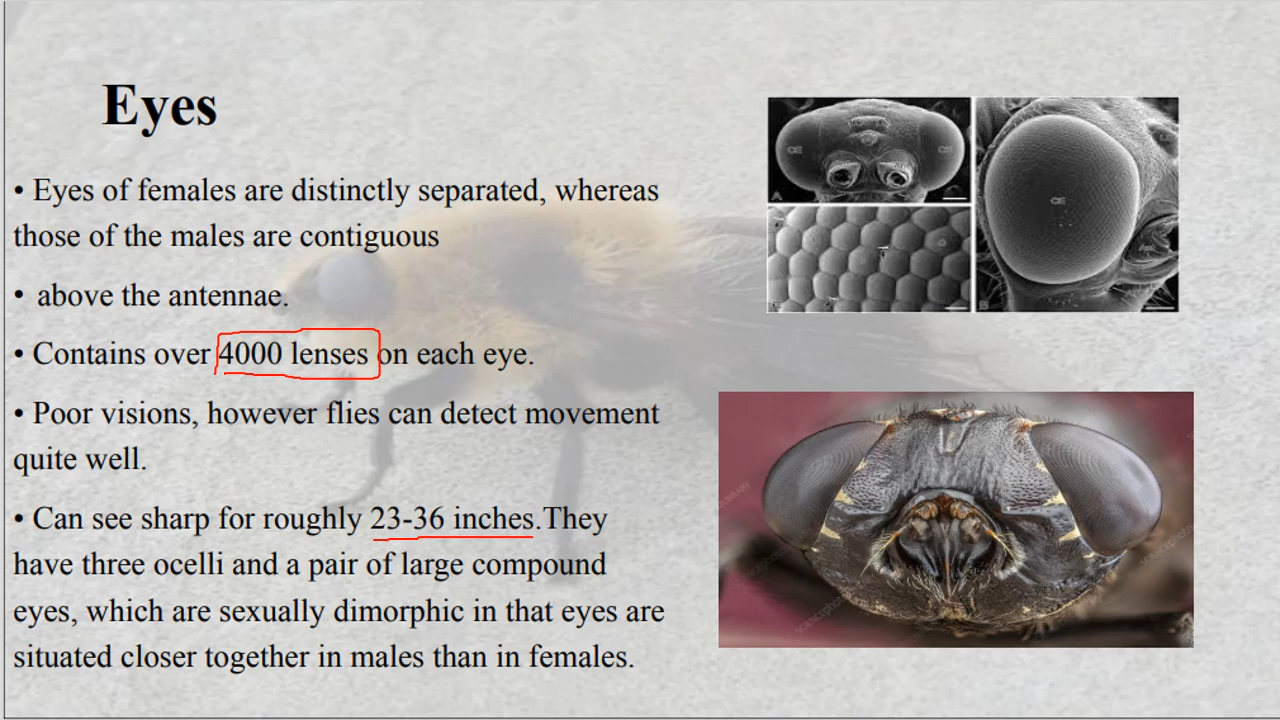 Eyes
• Eyes of females are distinctly separated, whereas
those of the males are contiguous
• above the antennae.
• Contains over 4000 lenses on each eye.
• Poor visions, however flies can detect movement
quite well.
• Can see sharp for roughly 23-36 inches.They
have three ocelli and a pair of large compound
eyes, which are sexually dimorphic in that eyes are
situated closer together in males than in females.
CE
CE
A
CE
B